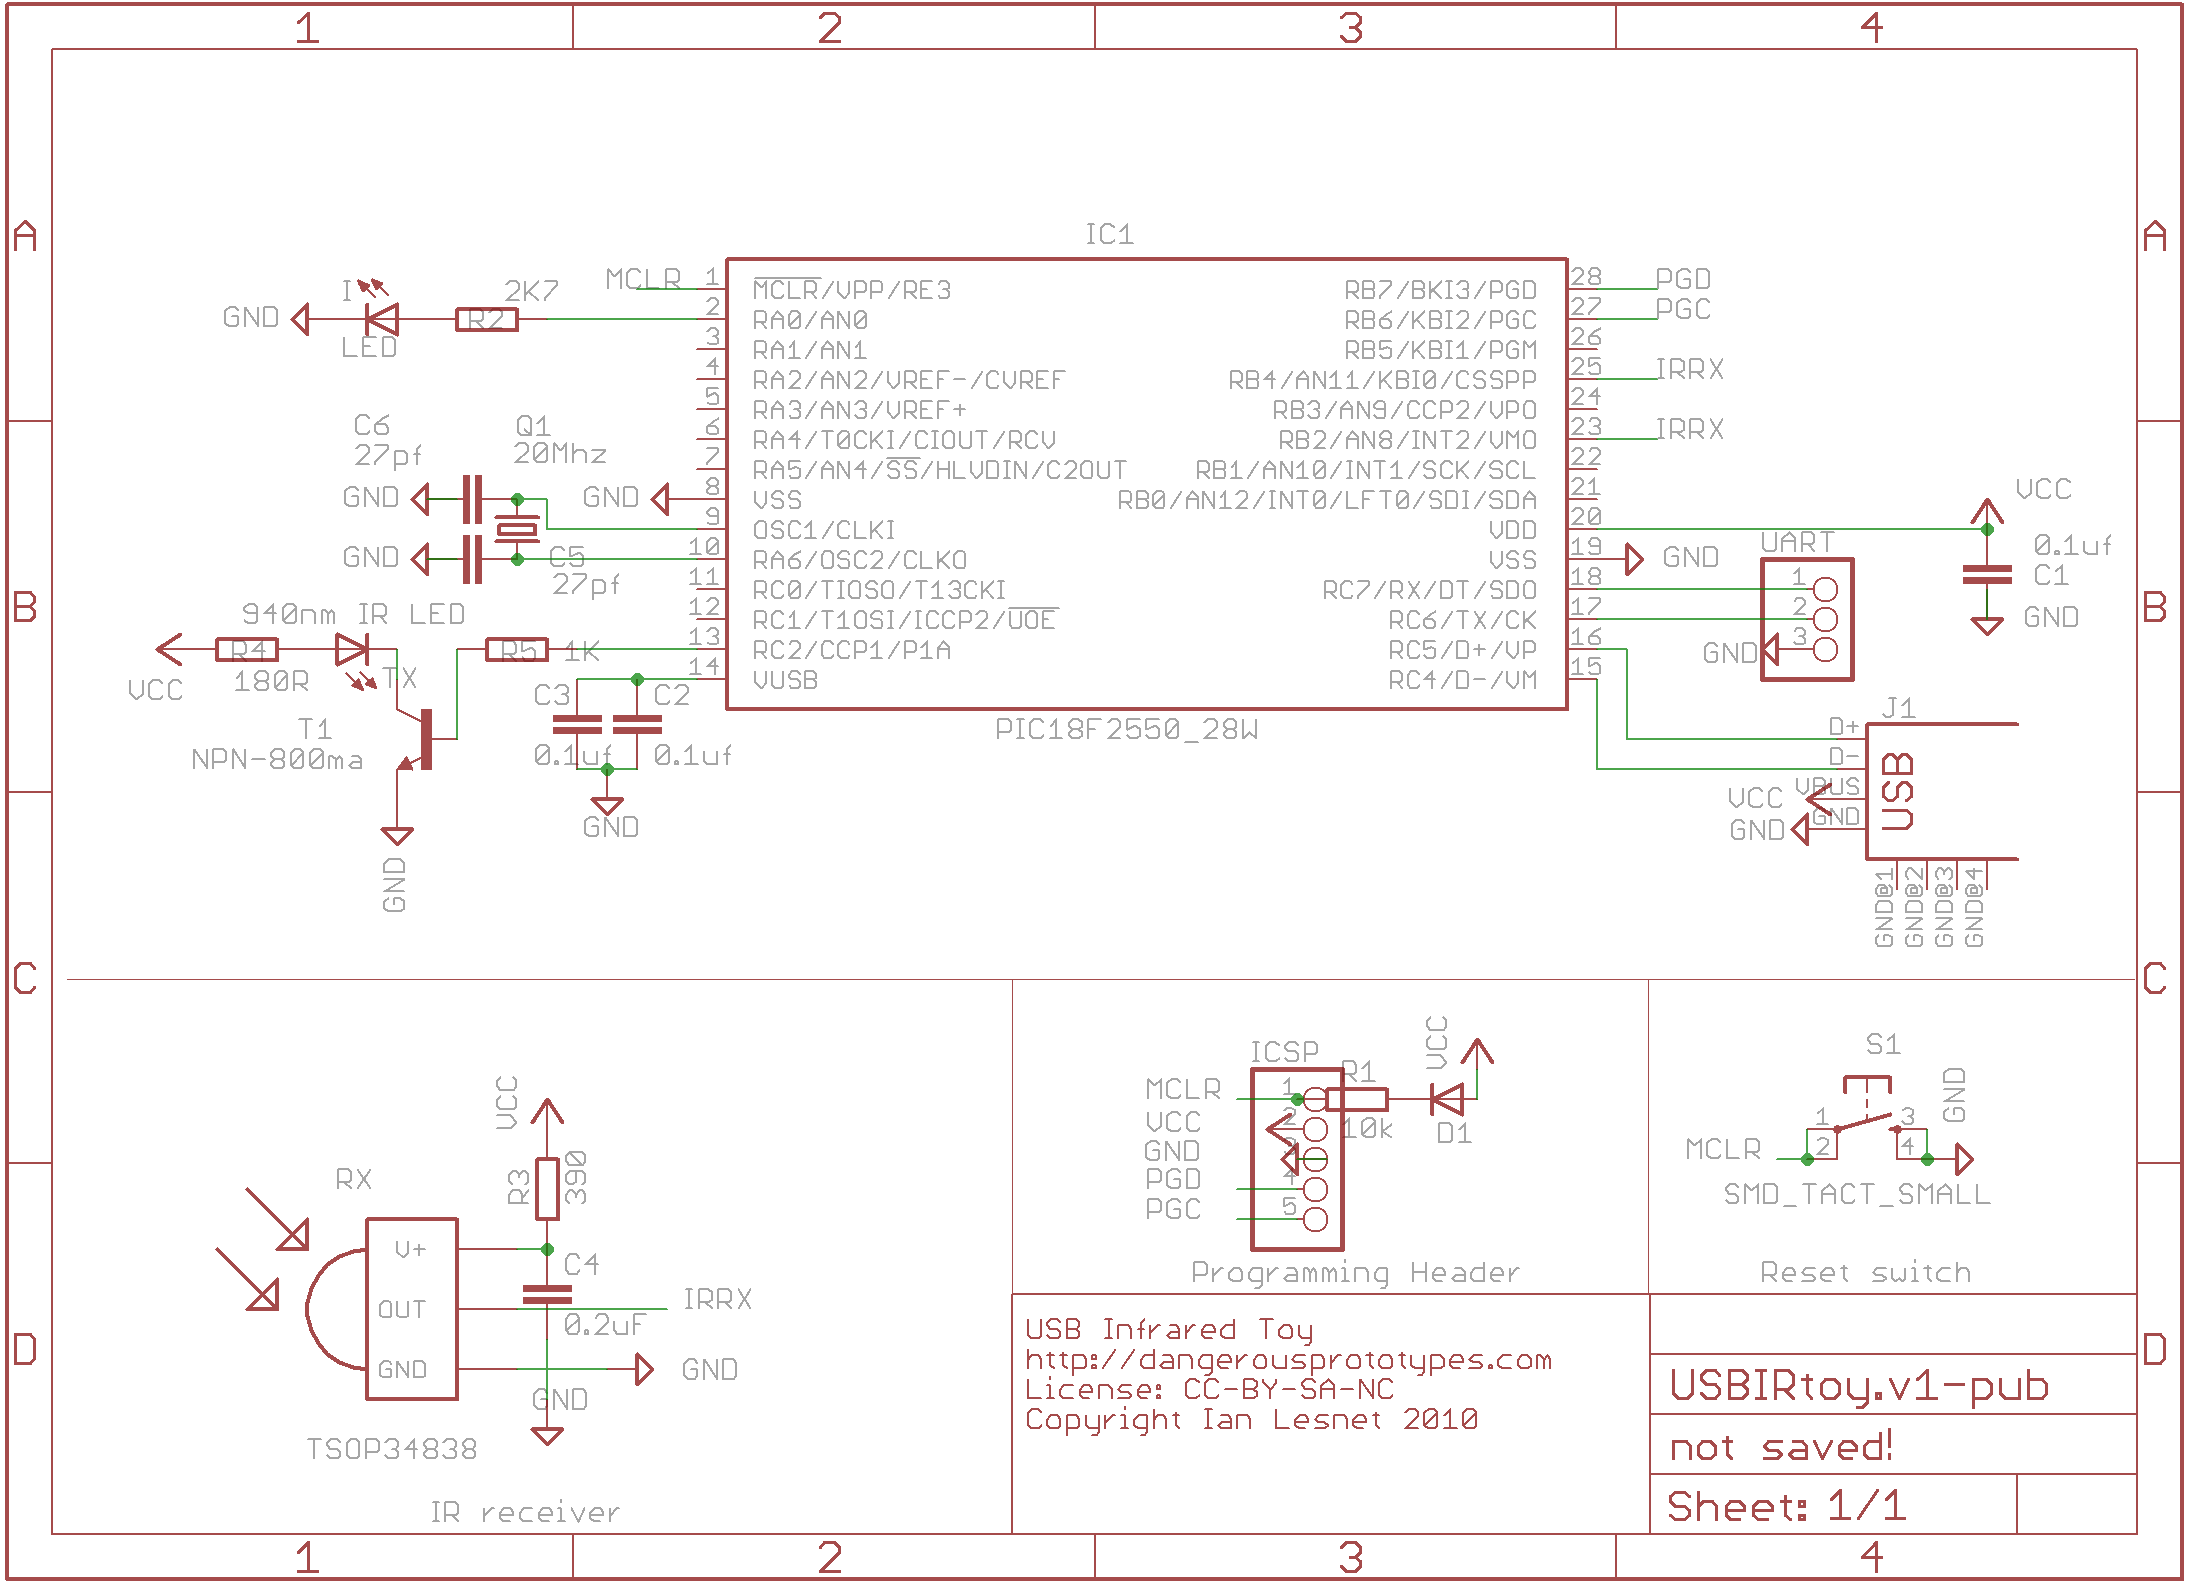 1 2 3 4
A A
IC1
MCLR 1 MCLR/VPP/RE3 RB7/BKI3/PGD 28 PGD
I 2K7
GND R2 2 RA0/AN0 RB6/KBI2/PGC 27 PGC
LED
3 RA1/AN1 RB5/KBI1/PGM 26
4 RA2/AN2/VREF-/CVREF RB4/AN11/KBI0/CSSPP 25 IRRX
5 RA3/AN3/VREF+ RB3/AN9/CCP2/VPO 24
C6 Q1
6 RA4/T0CKI/CIOUT/RCV RB2/AN8/INT2/VMO 23 IRRX
27pf 20Mhz
7 RA5/AN4/SS/HLVDIN/C2OUT RB1/AN10/INT1/SCK/SCL 22
GND GND 8 VSS RB0/AN12/INT0/LFT0/SDI/SDA 21
VCC
9 OSC1/CLKI VDD 20
GND C5 10 RA6/OSC2/CLKO VSS 19 GND
UART
0.1uf
C1
27pf
11 RC0/TIOSO/T13CKI RC7/RX/DT/SDO 18 1
B B
940nm IR LED 12 RC1/T1OSI/ICCP2/UOE RC6/TX/CK 17 2
GND
R4 R5 1K 13 RC2/CCP1/P1A RC5/D+/VP 16 GND 3
VCC 180R TX 14 VUSB RC4/D-/VM 15
C3 C2
T1
NPN-800ma
0.1uf 0.1uf
PIC18F2550_28W
J1
D+
D-
VCC VBUS
GND GND
USB
GND
GND
GND@1 GND@2 GND@3 GND@4
C C
VCC
RX
R3
390
V+
C4
OUT IRRX
0.2uF
GND GND
GND
TSOP34838
IR receiver
ICSP
VCC
R1
MCLR 1
VCC 2 10k D1
GND
PGD 4
PGC 5
Programming Header
S1
GND
1 3
MCLR 2 4
SMD_TACT_SMALL
Reset switch
D D
USB Infrared Toy
http://dangerousprototypes.com
License: CC-BY-SA-NC
Copyright Ian Lesnet 2010
USBIRtoy.v1-pub
not saved!
Sheet: 1/1
1 2 3 4